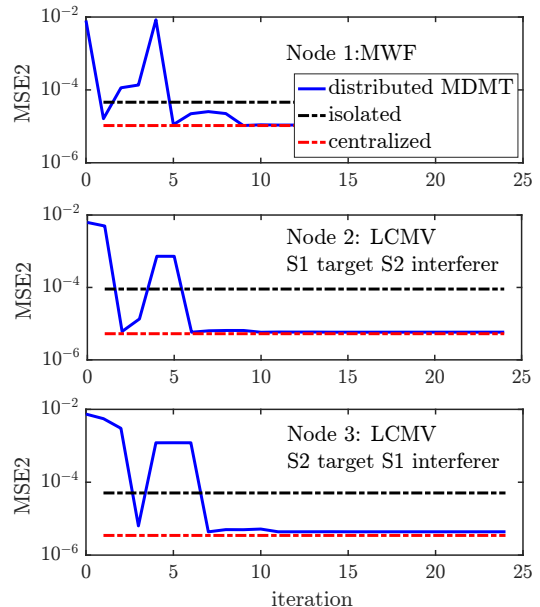 10^-2
Node 1:MWF
distributed MDMT
isolated
centralized
10^-4
10^-6
MSE2
0 5 10 15 20 25
10^-2
Node 2: LCMV
S1 target S2 interferer
10^-4
10^-6
MSE2
0 5 10 15 20 25
10^-2
Node 3: LCMV
S2 target S1 interferer
10^-4
10^-6
MSE2
0 5 10 15 20 25
iteration